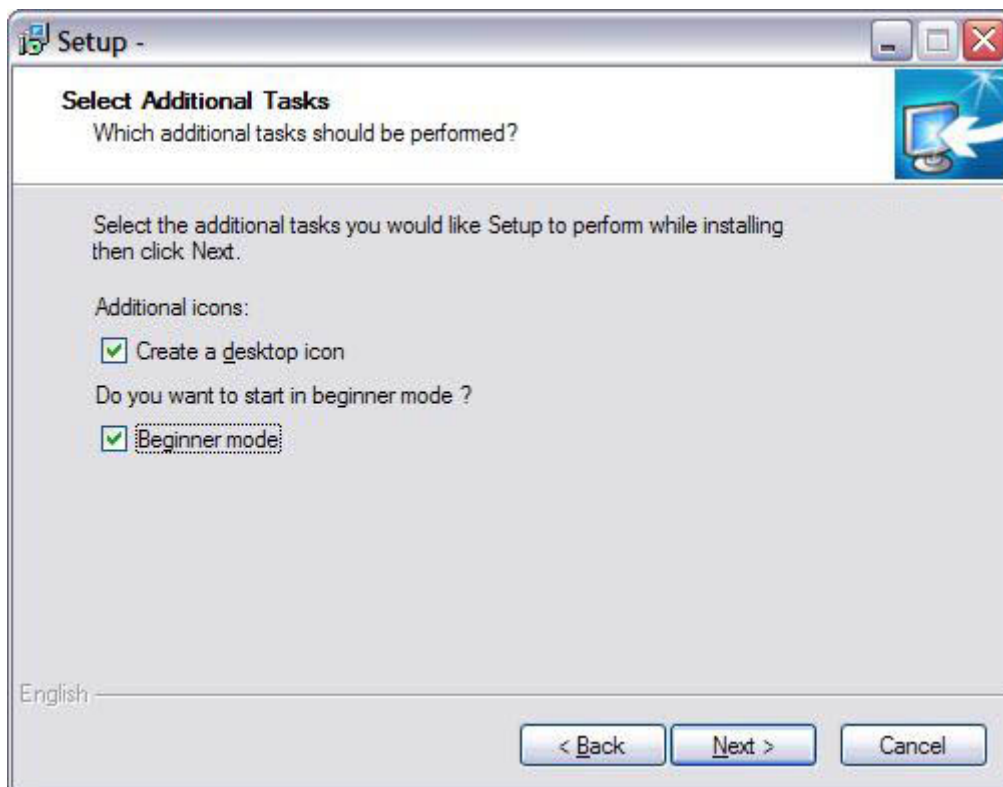 Setup -
Select Additional Tasks
Which additional tasks should be performed?
Select the additional tasks you would like Setup to perform while installing
then click Next.
Additional icons:
Create a desktop icon
Do you want to start in beginner mode ?
Beginner mode
English
< Back
Next >
Cancel